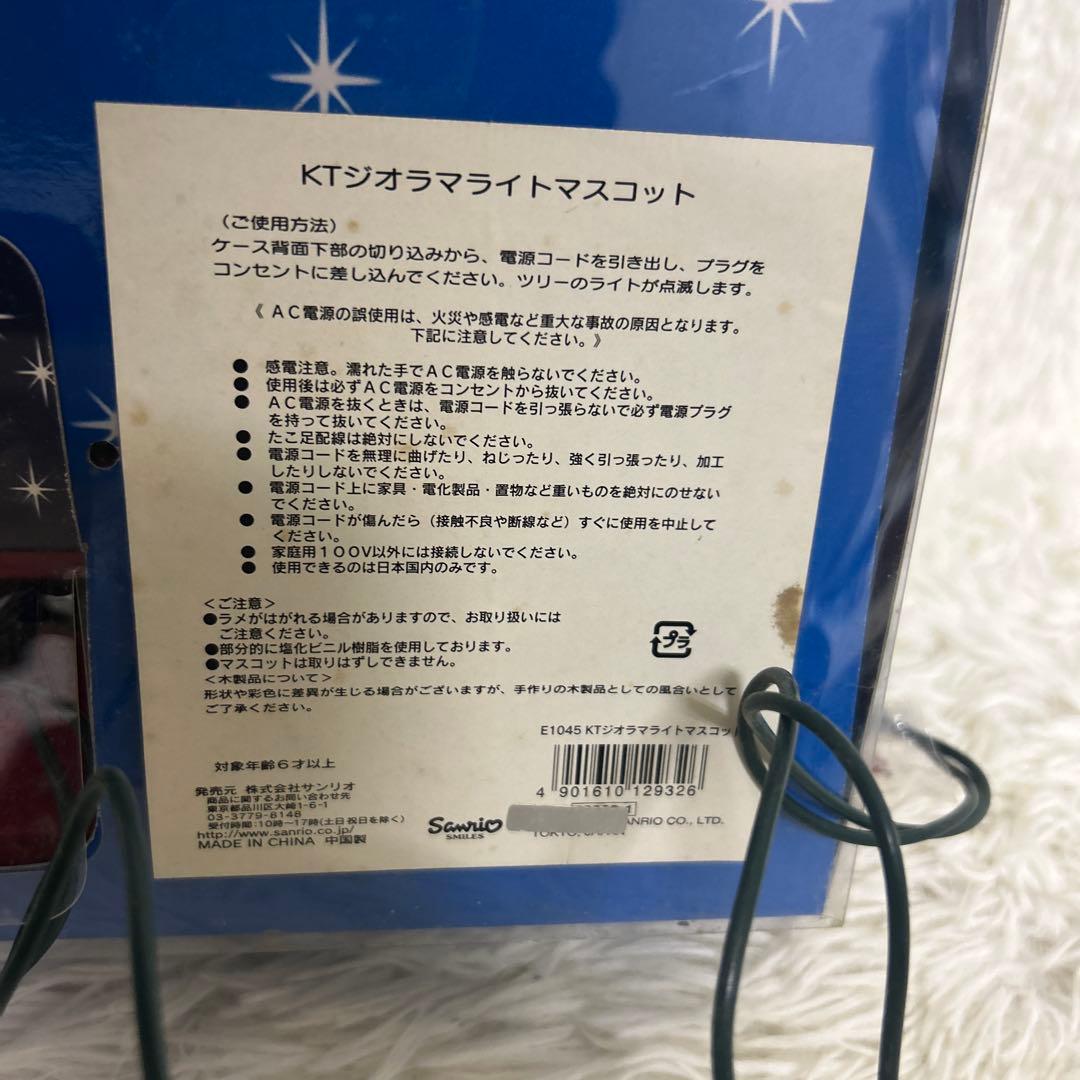 KTジオラマライトマスコット
（ご使用方法）
ケース背面下部の切り込みから、電源コードを引き出し、プラグを
コンセントに差し込んでください。ツリーのライトが点滅します。
《 AC電源の誤使用は、火災や感電など重大な事故の原因となります。
下記に注意してください。》
● 感電注意。濡れた手でAC電源を触らないでください。
● 使用後は必ずAC電源をコンセントから抜いてください。
● AC電源を抜くときは、電源コードを引っ張らないで必ず電源プラグ
を持って抜いてください。
● たこ足配線は絶対にしないでください。
● 電源コードを無理に曲げたり、ねじったり、強く引っ張ったり、加工
したりしないでください。
● 電源コード上に家具・電化製品・置物など重いものを絶対にのせない
でください。
● 電源コードが傷んだら（接触不良や断線など）すぐに使用を中止して
ください。
● 家庭用100V以外には接続しないでください。
● 使用できるのは日本国内のみです。
＜ご注意＞
●ラメがはがれる場合がありますので、お取り扱いには
ご注意ください。
●部分的に塩化ビニル樹脂を使用しております。
●マスコットは取りはずしできません。
プラ
＜木製品について＞
形状や彩色に差異が生じる場合がございますが、手作りの木製品としての風合いとして
ご了承ください。
E1045 KTジオラマライトマスコット
対象年齢6才以上
4 901610 129326
発売元 株式会社サンリオ
商品に関するお問い合わせ先
東京都品川区大崎1-6-1
03-3779-8148
受付時間:10時〜17時(土日祝日を除く)
http://www.sanrio.co.jp/
MADE IN CHINA 中国製
Sanrio
SMILES
SANRIO CO., LTD.